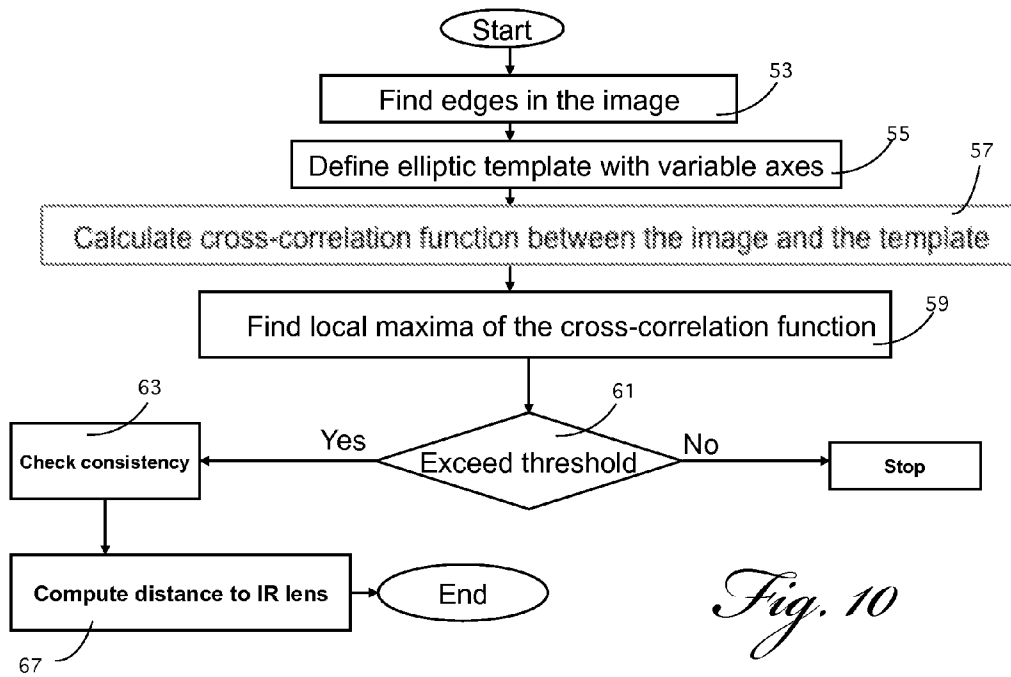 Start
53
Find edges in the image
55
Define elliptic template with variable axes
57
Calculate cross-correlation function between the image and the template
59
Find local maxima of the cross-correlation function
61
63
Yes
No
Exceed threshold
Check consistency
Stop
Compute distance to IR lens
End
67
Fig. 10